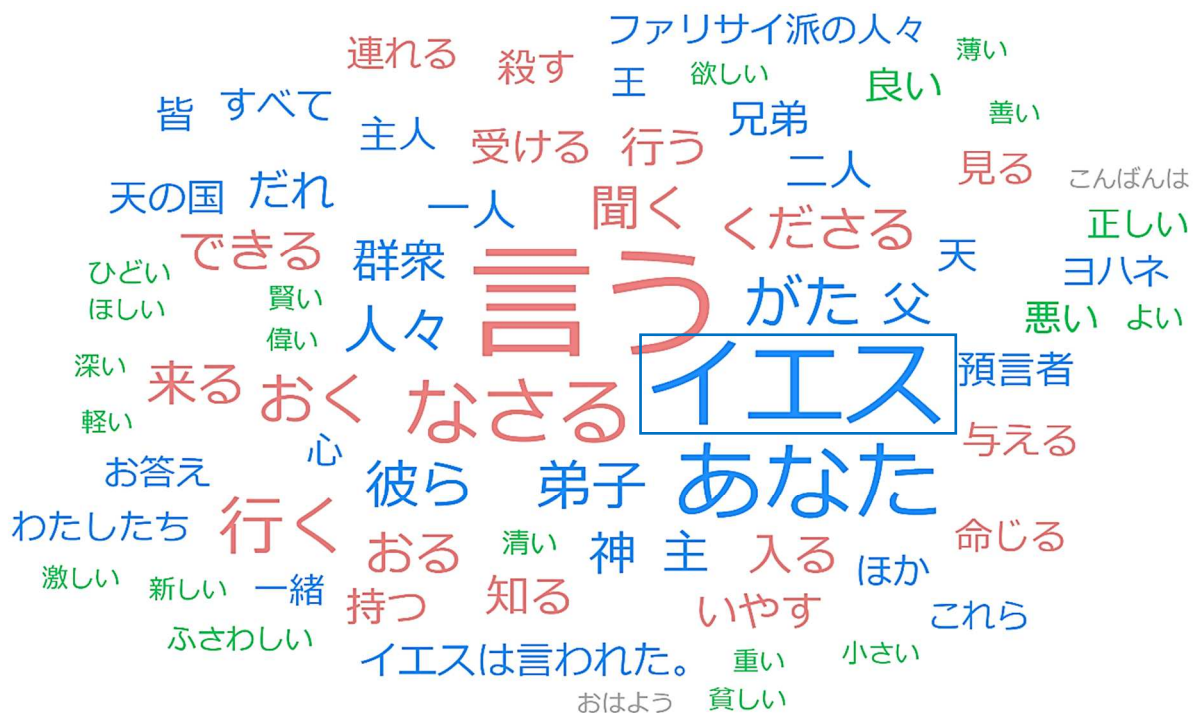 ファリサイ派の人々
薄い
連れる
殺す
王
欲しい
良い
善い
皆
すべて
主人
受ける
行う
兄弟
二人
見る
こんばんは
天の国
だれ
一人
聞く
くださる
正しい
できる
群衆
言う
天
ヨハネ
ひどい
ほしい
賢い
偉い
人々
がた
父
悪い
よい
深い
来る
おく
なさる
イエス
預言者
軽い
心
与える
お答え
彼ら
弟子
あなた
わたしたち
行く
おる
清い
神
主
入る
命じる
ほか
激しい
新しい
一緒
持つ
知る
いやす
これら
ふさわしい
イエスは言われた。
重い
小さい
おはよう
貧しい